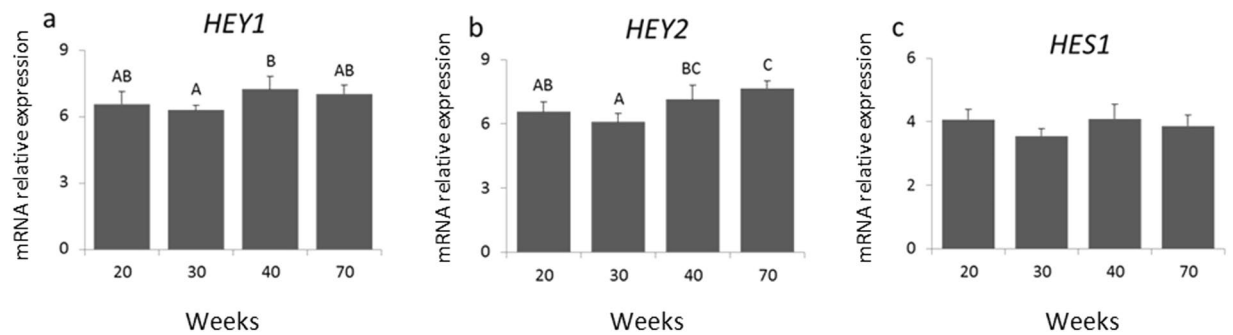 a
HEY1
mRNA relative expression
9
6
3
0
AB
A
B
AB
20 30 40 70
Weeks
b
HEY2
mRNA relative expression
9
6
3
0
AB
A
BC
C
20 30 40 70
Weeks
c
HES1
mRNA relative expression
6
4
2
0
20 30 40 70
Weeks